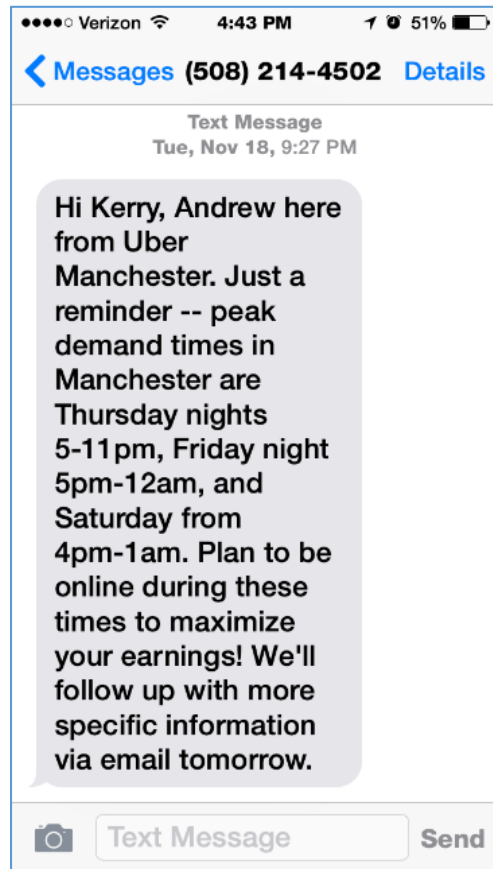 Verizon 4:43 PM 51%
Messages (508) 214-4502 Details
Text Message
Tue, Nov 18, 9:27 PM
Hi Kerry, Andrew here
from Uber
Manchester. Just a
reminder -- peak
demand times in
Manchester are
Thursday nights
5-11pm, Friday night
5pm-12am, and
Saturday from
4pm-1am. Plan to be
online during these
times to maximize
your earnings! We'll
follow up with more
specific information
via email tomorrow.
Text Message Send